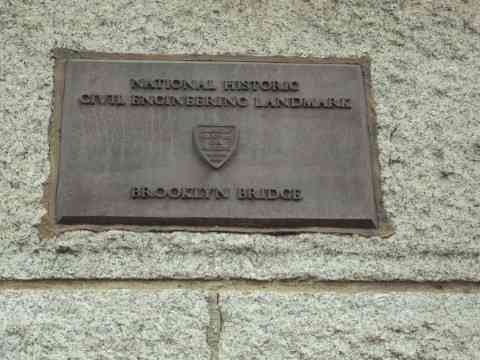 NATIONAL HISTORIC
CIVIL ENGINEERING LANDMARK
BROOKLYN BRIDGE